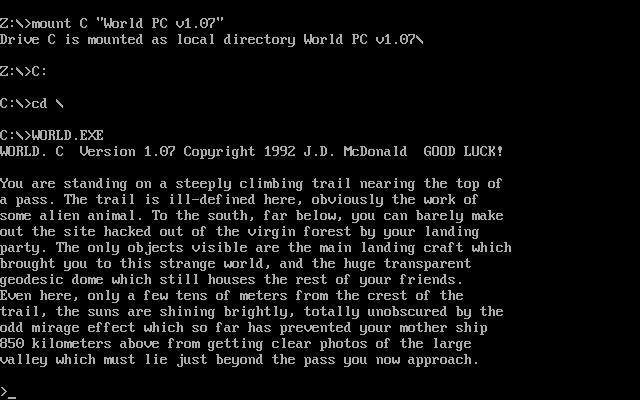 Z:\>mount C "World PC v1.07"
Drive C is mounted as local directory World PC v1.07\
Z:\>C:
C:\>cd \
C:\>WORLD.EXE
WORLD. C  Version 1.07 Copyright 1992 J.D. McDonald  GOOD LUCK!
You are standing on a steeply climbing trail nearing the top of
a pass. The trail is ill-defined here, obviously the work of
some alien animal. To the south, far below, you can barely make
out the site hacked out of the virgin forest by your landing
party. The only objects visible are the main landing craft which
brought you to this strange world, and the huge transparent
geodesic dome which still houses the rest of your friends.
Even here, only a few tens of meters from the crest of the
trail, the suns are shining brightly, totally unobscured by the
odd mirage effect which so far has prevented your mother ship
850 kilometers above from getting clear photos of the large
valley which must lie just beyond the pass you now approach.
>_